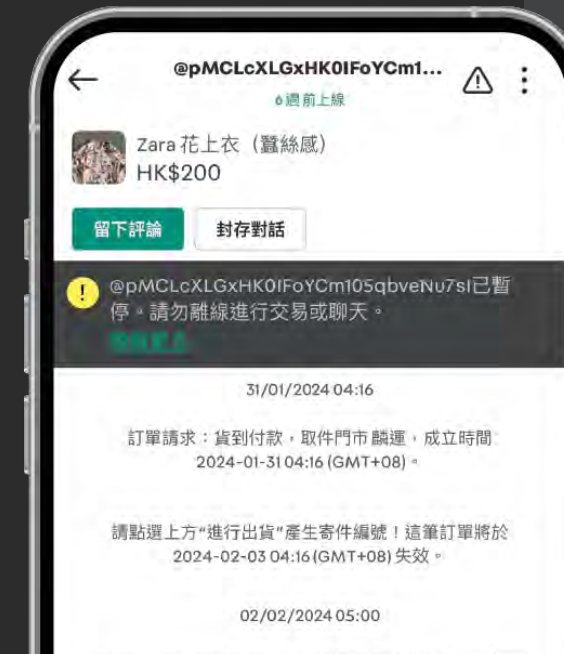 @pMCLcXLGxHK0IFoYCm1...
6週前上線
Zara 花上衣（蠶絲感）
HK$200
留下評論
封存對話
@pMCLcXLGxHK0IFoYCm105qbveNu7sI已暫
停。請勿離線進行交易或聊天。
31/01/2024 04:16
訂單請求：貨到付款，取件門市 麟運，成立時間
2024-01-31 04:16 (GMT+08)。
請點選上方“進行出貨”產生寄件編號！這筆訂單將於
2024-02-03 04:16 (GMT+08) 失效。
02/02/2024 05:00